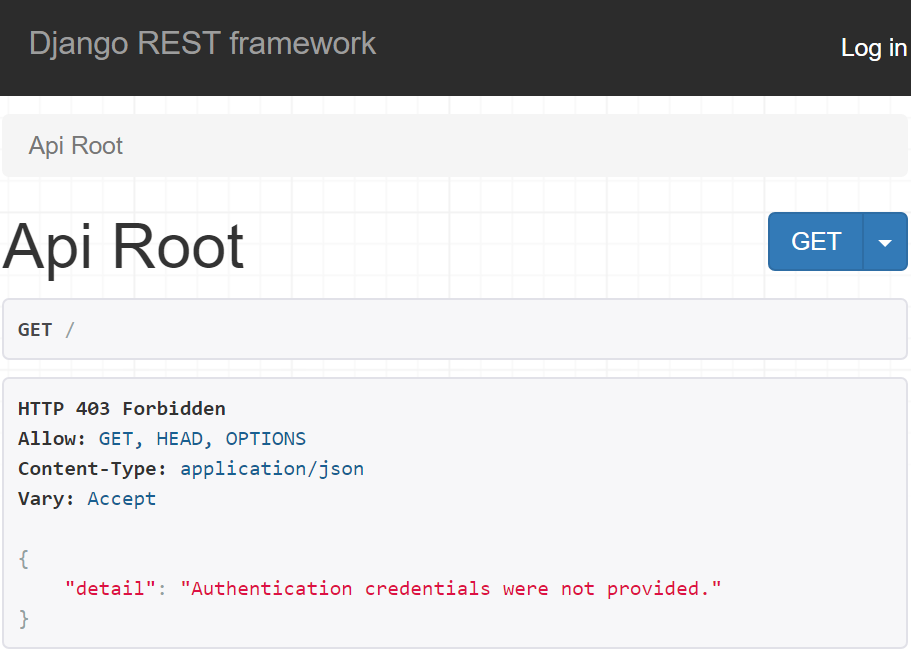 Django REST framework
Log in
Api Root
Api Root
GET
GET /
HTTP 403 Forbidden
Allow: GET, HEAD, OPTIONS
Content-Type: application/json
Vary: Accept
{
    "detail": "Authentication credentials were not provided."
}